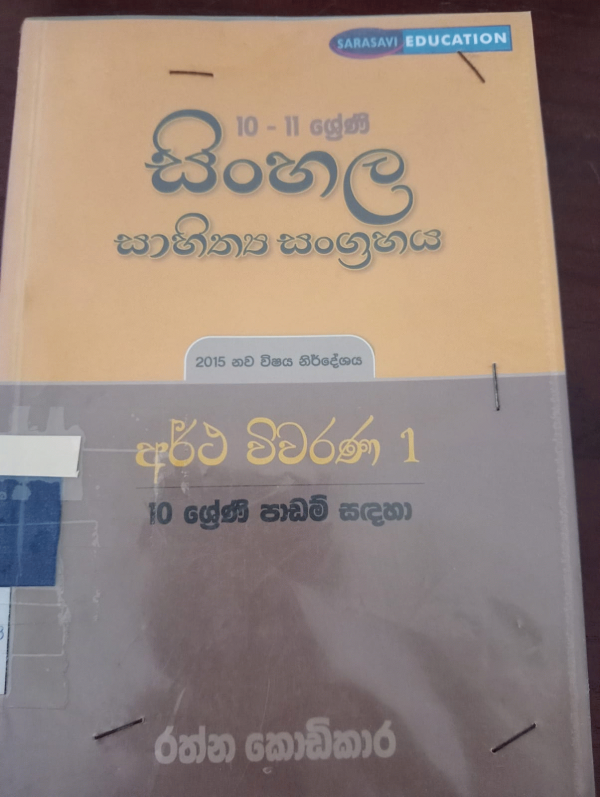 SARASAVI EDUCATION
10 - 11 ශ්‍රේණි
සිංහල
සාහිත්‍ය සංග්‍රහය
2015 නව විෂය නිර්දේශය
අර්ථ විවරණ 1
10 ශ්‍රේණි පාඩම් සඳහා
රත්න කොඩිකාර